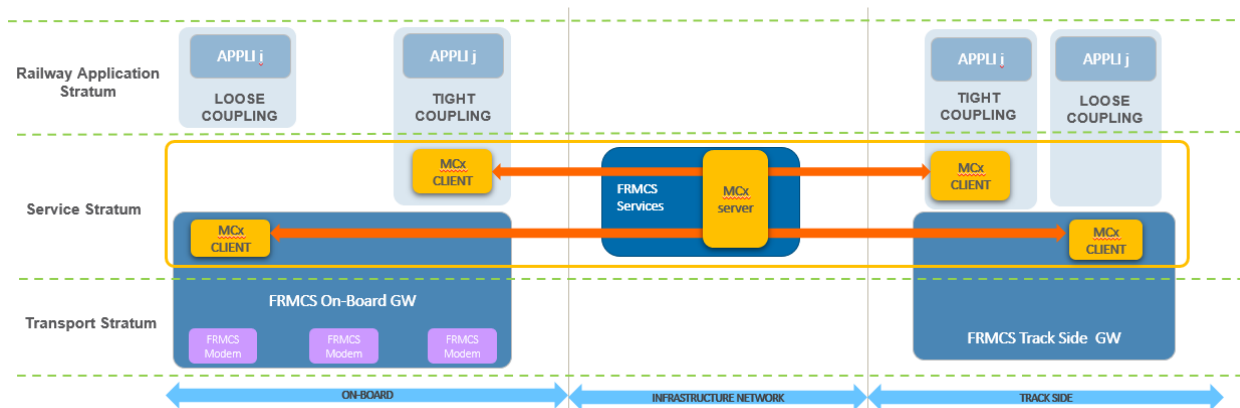 Railway Application
Stratum
APPLI i
LOOSE
COUPLING
APPLI j
TIGHT
COUPLING
APPLI i
TIGHT
COUPLING
APPLI j
LOOSE
COUPLING
Service Stratum
MCx
CLIENT
FRMCS
Services
MCx
server
MCx
CLIENT
MCx
CLIENT
MCx
CLIENT
Transport Stratum
FRMCS On-Board GW
FRMCS
Modem
FRMCS
Modem
FRMCS
Modem
FRMCS Track Side GW
ON-BOARD
INFRASTRUCTURE NETWORK
TRACK SIDE